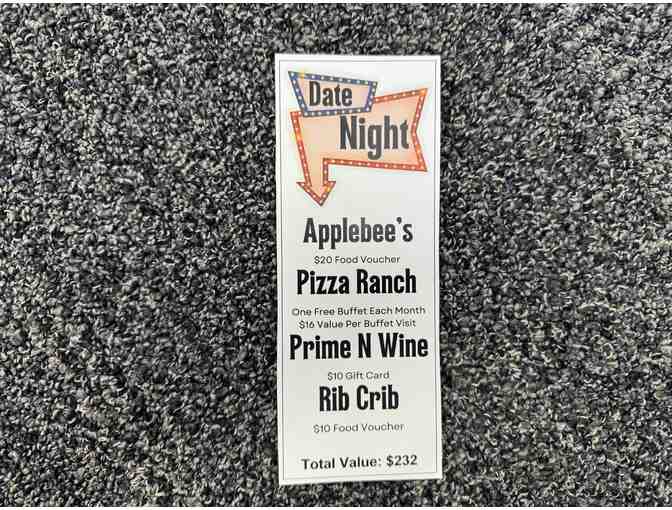 Date
Night
Applebee's
$20 Food Voucher
Pizza Ranch
One Free Buffet Each Month
$16 Value Per Buffet Visit
Prime N Wine
$10 Gift Card
Rib Crib
$10 Food Voucher
Total Value: $232